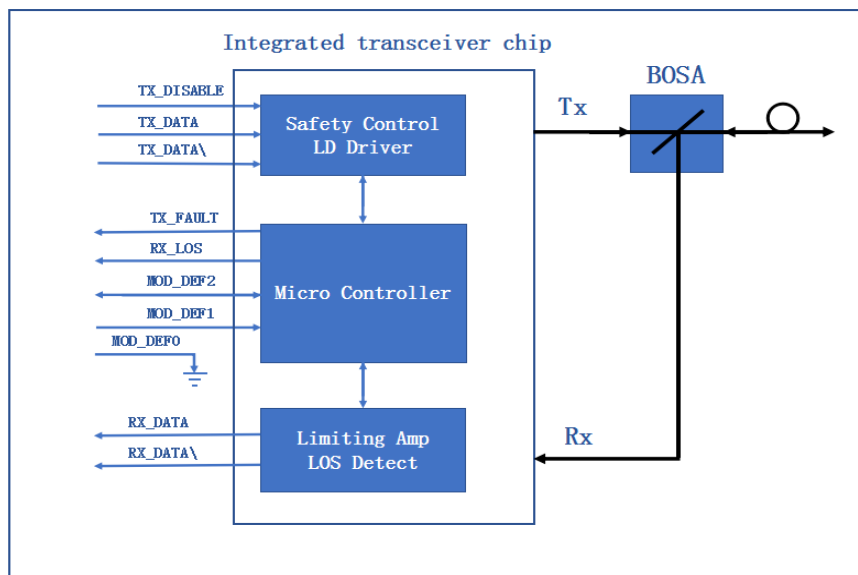 Integrated transceiver chip
BOSA
TX_DISABLE
TX_DATA
TX_DATA\
Safety Control
LD Driver
Tx
TX_FAULT
RX_LOS
MOD_DEF2
MOD_DEF1
MOD_DEF0
Micro Controller
RX_DATA
RX_DATA\
Limiting Amp
LOS Detect
Rx